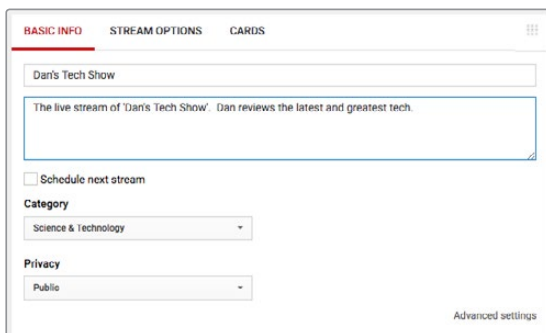 BASIC INFO STREAM OPTIONS CARDS
Dan's Tech Show
The live stream of 'Dan's Tech Show'. Dan reviews the latest and greatest tech.
Schedule next stream
Category
Science & Technology
Privacy
Public
Advanced settings